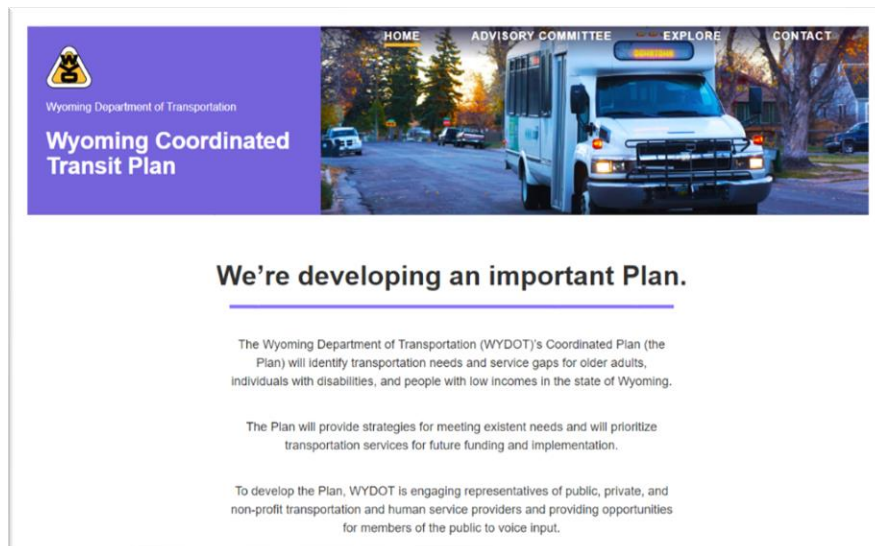 HOME ADVISORY COMMITTEE EXPLORE CONTACT
Wyoming Department of Transportation
Wyoming Coordinated
Transit Plan
We're developing an important Plan.
The Wyoming Department of Transportation (WYDOT)'s Coordinated Plan (the
Plan) will identify transportation needs and service gaps for older adults,
individuals with disabilities, and people with low incomes in the state of Wyoming.
The Plan will provide strategies for meeting existent needs and will prioritize
transportation services for future funding and implementation.
To develop the Plan, WYDOT is engaging representatives of public, private, and
non-profit transportation and human service providers and providing opportunities
for members of the public to voice input.